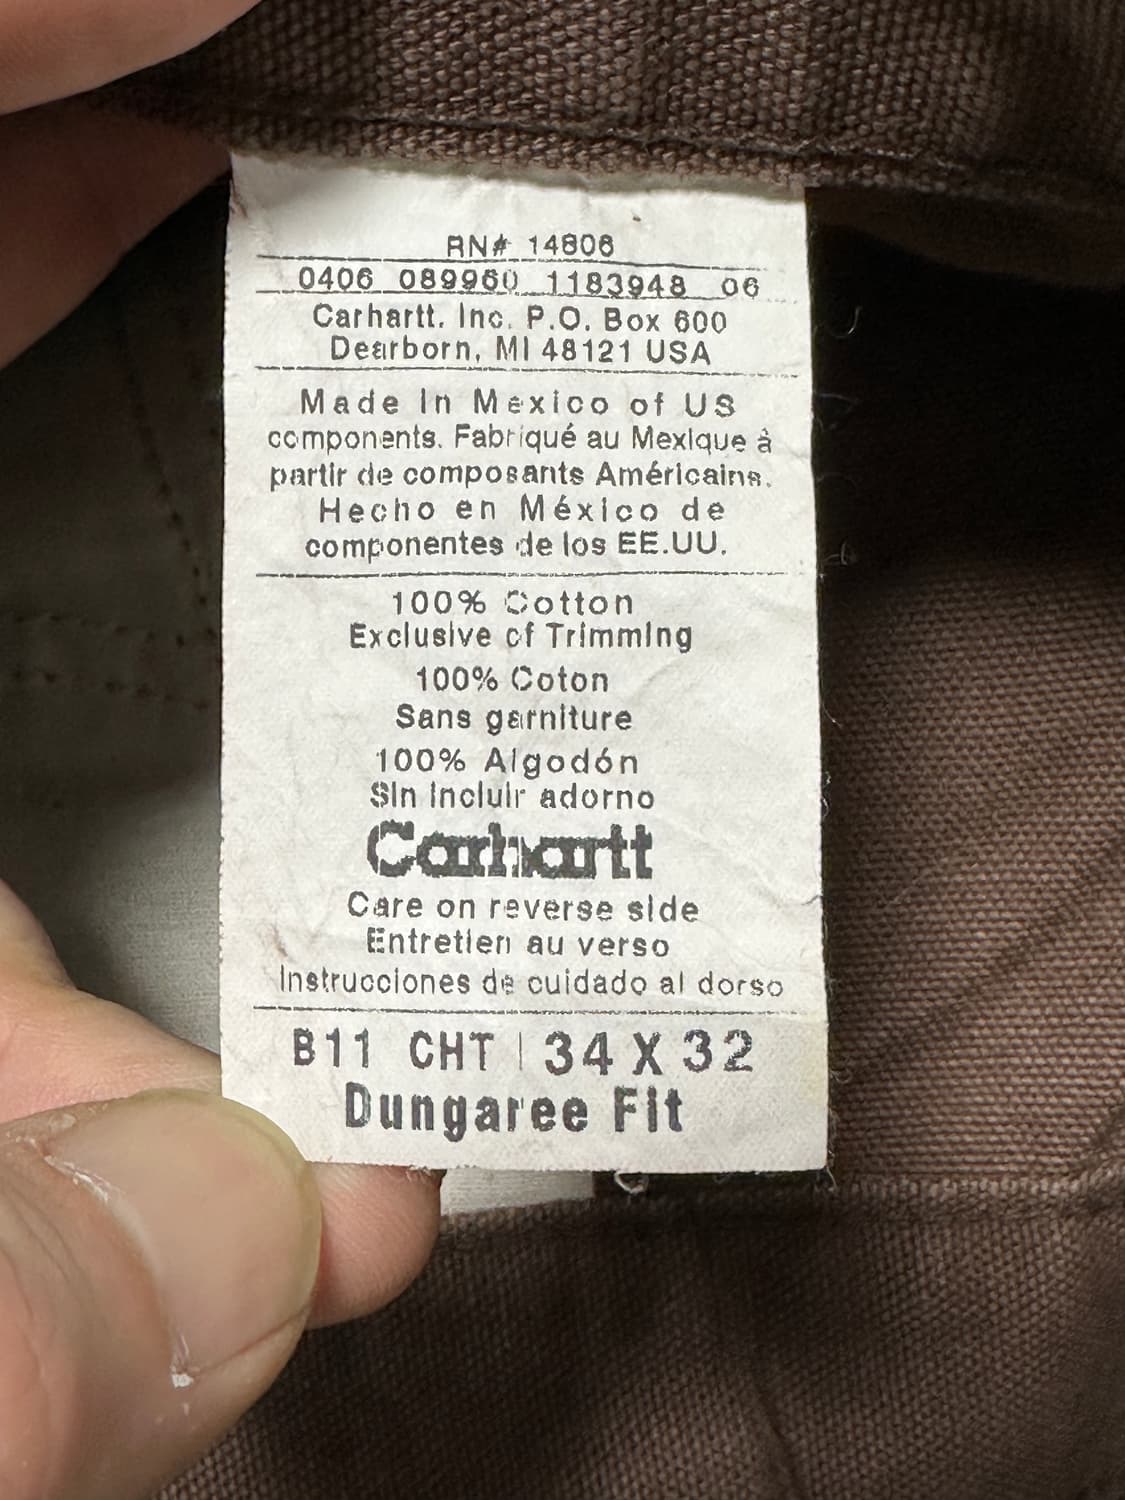 RN# 14806
0406 089960 1183948 06
Carhartt, Inc. P.O. Box 600
Dearborn, MI 48121 USA
Made In Mexico of US
components. Fabriqué au Mexique à
partir de composants Américains.
Hecho en México de
componentes de los EE.UU.
100% Cotton
Exclusive of Trimming
100% Coton
Sans garniture
100% Algodón
Sin incluir adorno
Carhartt
Care on reverse side
Entretien au verso
Instrucciones de cuidado al dorso
B11 CHT | 34 X 32
Dungaree Fit